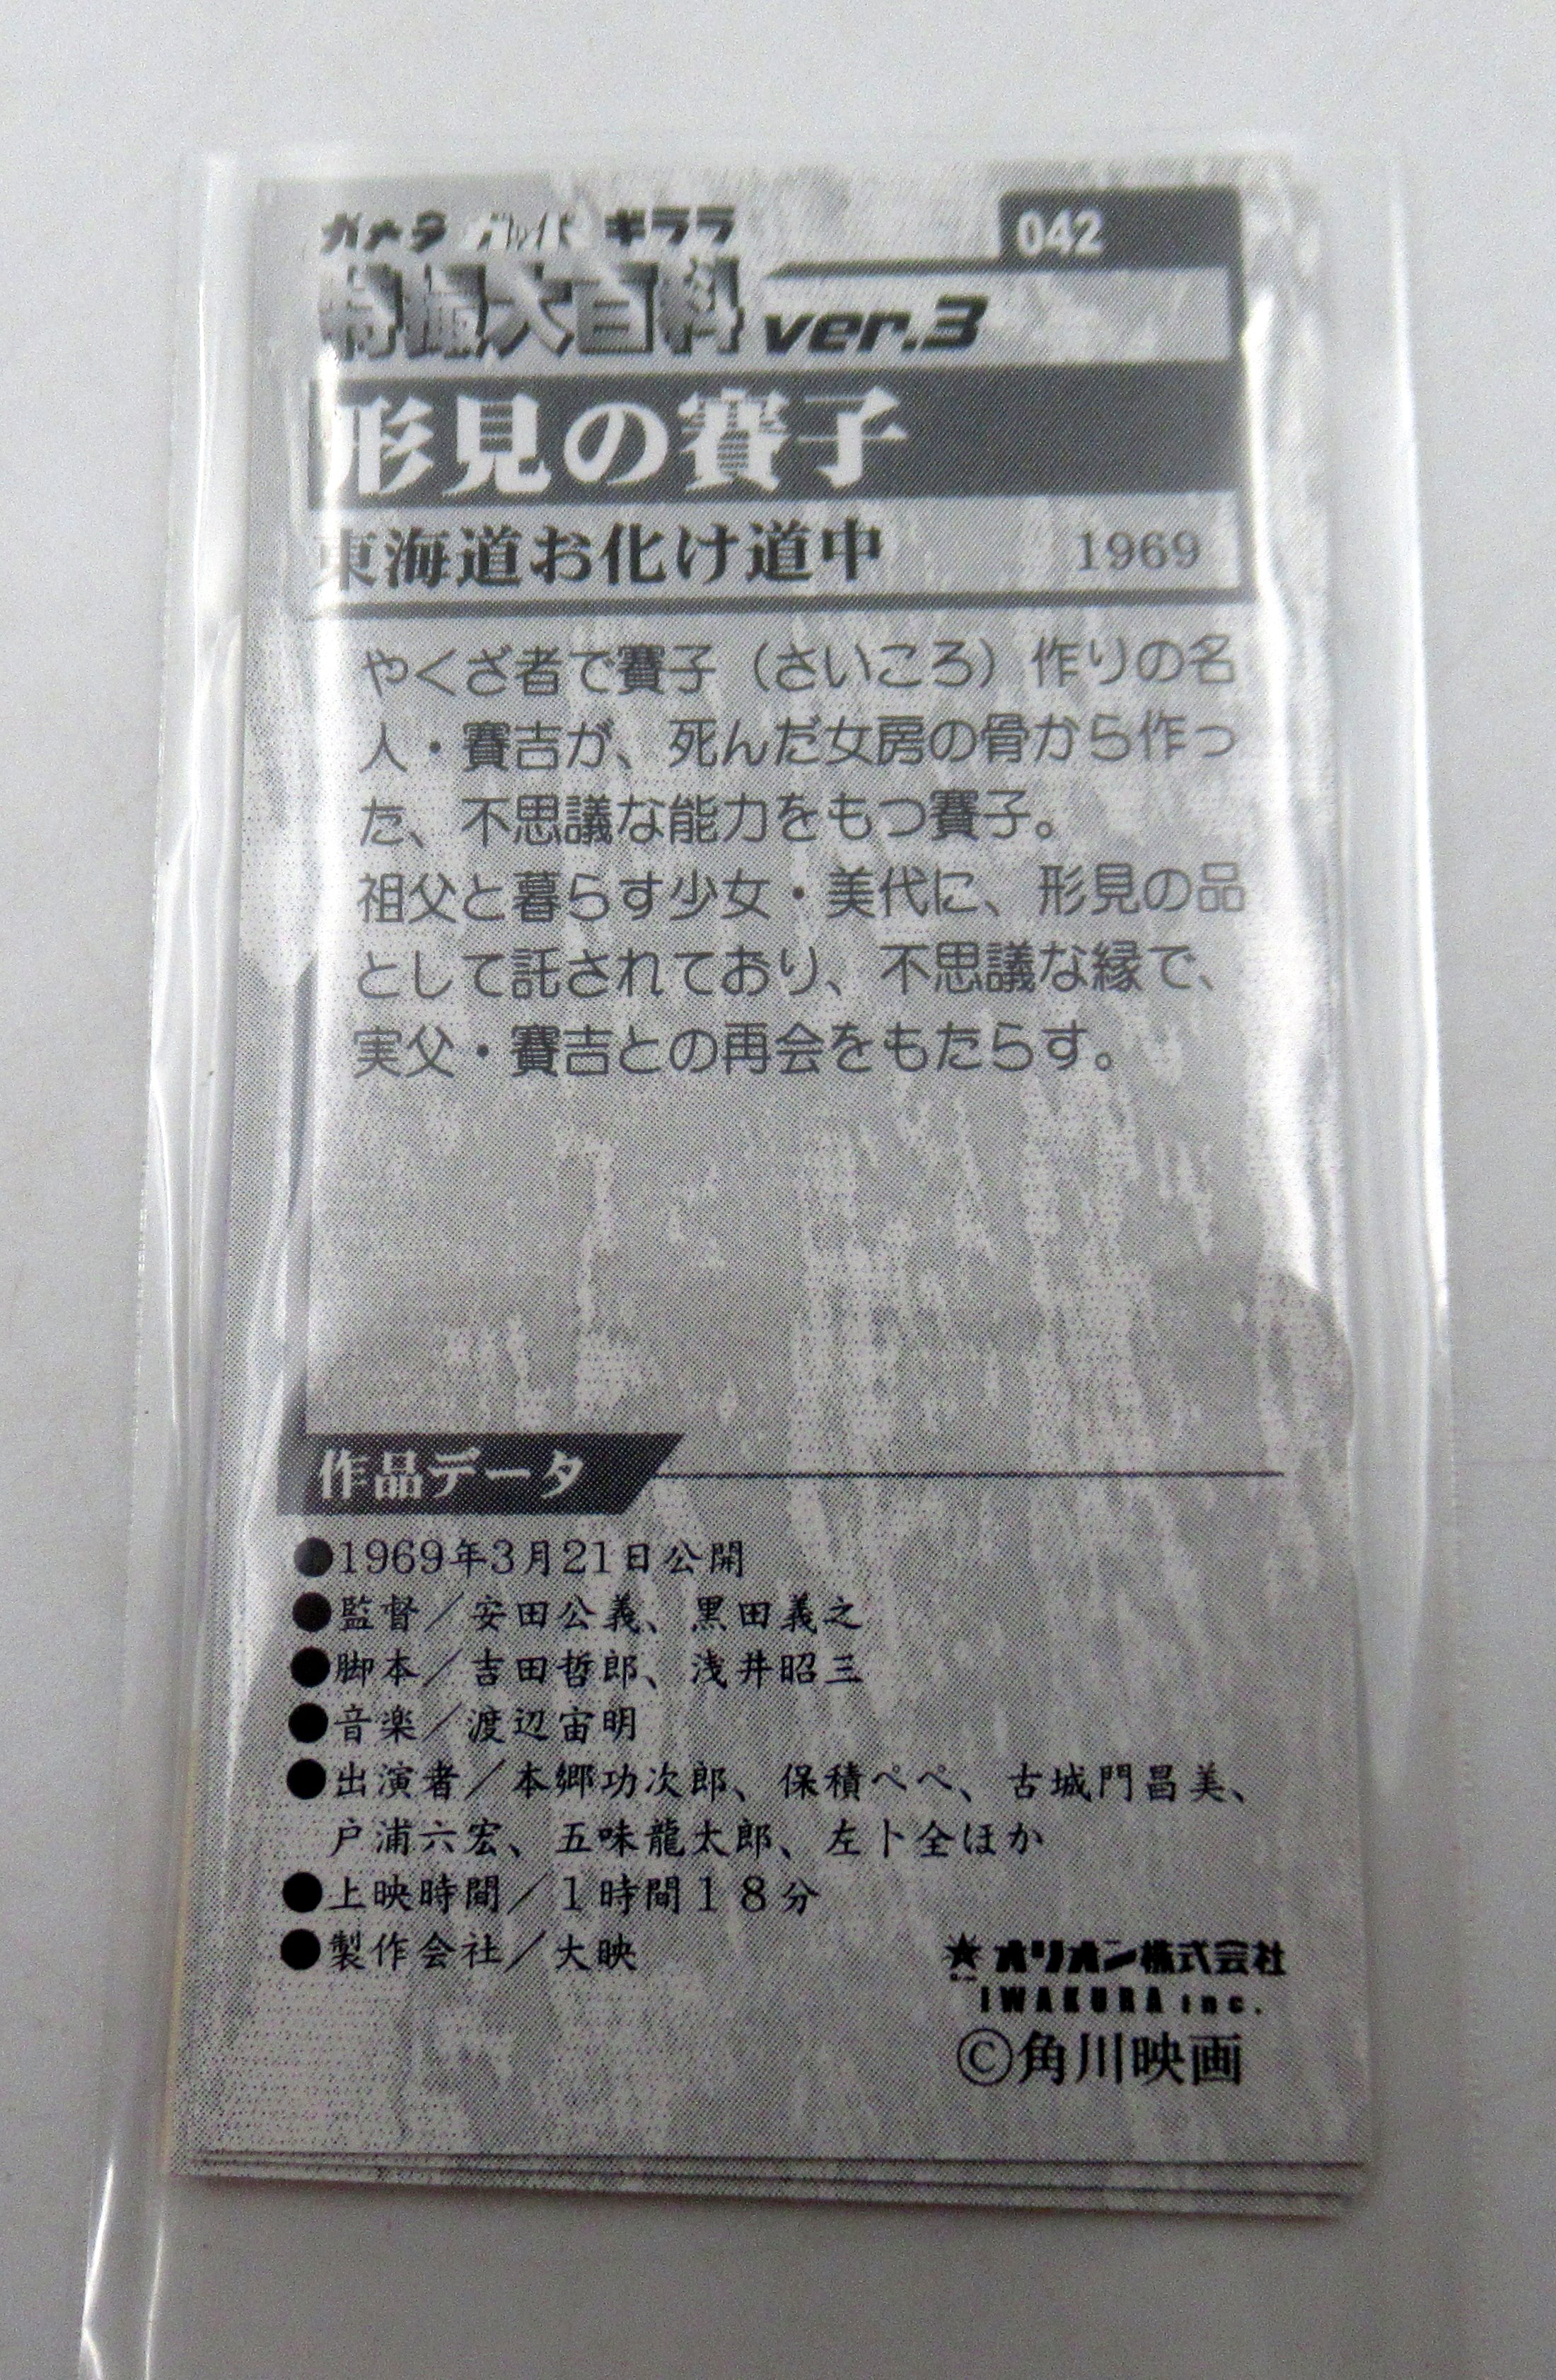 ガメラ ガッパ ギララ
042
特撮大百科 ver.3
形見の賽子
東海道お化け道中 1969
やくざ者で賽子（さいころ）作りの名
人・賽吉が、死んだ女房の骨から作っ
た、不思議な能力をもつ賽子。
祖父と暮らす少女・美代に、形見の品
として託されており、不思議な縁で、
実父・賽吉との再会をもたらす。
作品データ
●1969年3月21日公開
●監督／安田公義、黒田義之
●脚本／吉田哲郎、浅井昭三
●音楽／渡辺宙明
●出演者／本郷功次郎、保積ペペ、古城門昌美、
戸浦六宏、五味龍太郎、左卜全ほか
●上映時間／１時間１８分
●製作会社／大映
オリオン株式会社
IWAKURA inc.
©角川映画